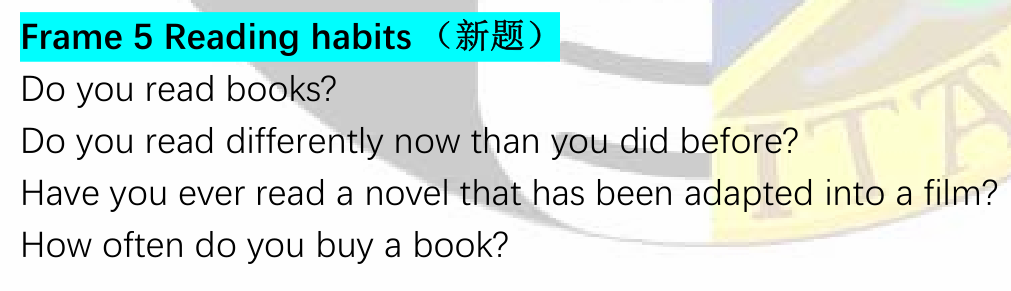 Frame 5 Reading habits（新题）
Do you read books?
Do you read differently now than you did before?
Have you ever read a novel that has been adapted into a film?
How often do you buy a book?
ITA